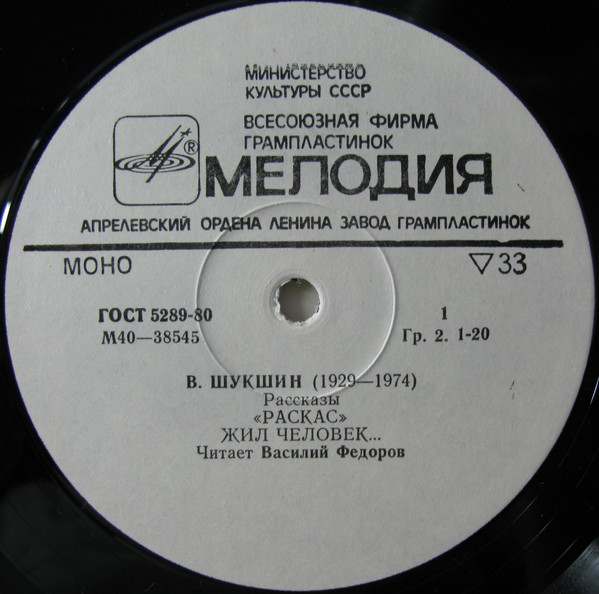 МИНИСТЕРСТВО
КУЛЬТУРЫ СССР
ВСЕСОЮЗНАЯ ФИРМА
ГРАМПЛАСТИНОК
® МЕЛОДИЯ
АПРЕЛЕВСКИЙ ОРДЕНА ЛЕНИНА ЗАВОД ГРАМПЛАСТИНОК
МОНО ▽33
ГОСТ 5289-80 1
М40—38545 Гр. 2. 1-20
В. ШУКШИН (1929—1974)
Рассказы
«РАСКАС»
ЖИЛ ЧЕЛОВЕК...
Читает Василий Федоров